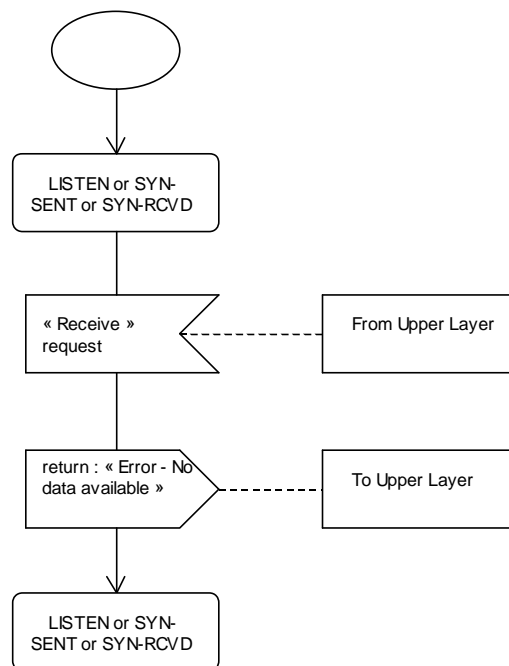 LISTEN or SYN-
SENT or SYN-RCVD
« Receive »
request
From Upper Layer
return : « Error - No
data available »
To Upper Layer
LISTEN or SYN-
SENT or SYN-RCVD